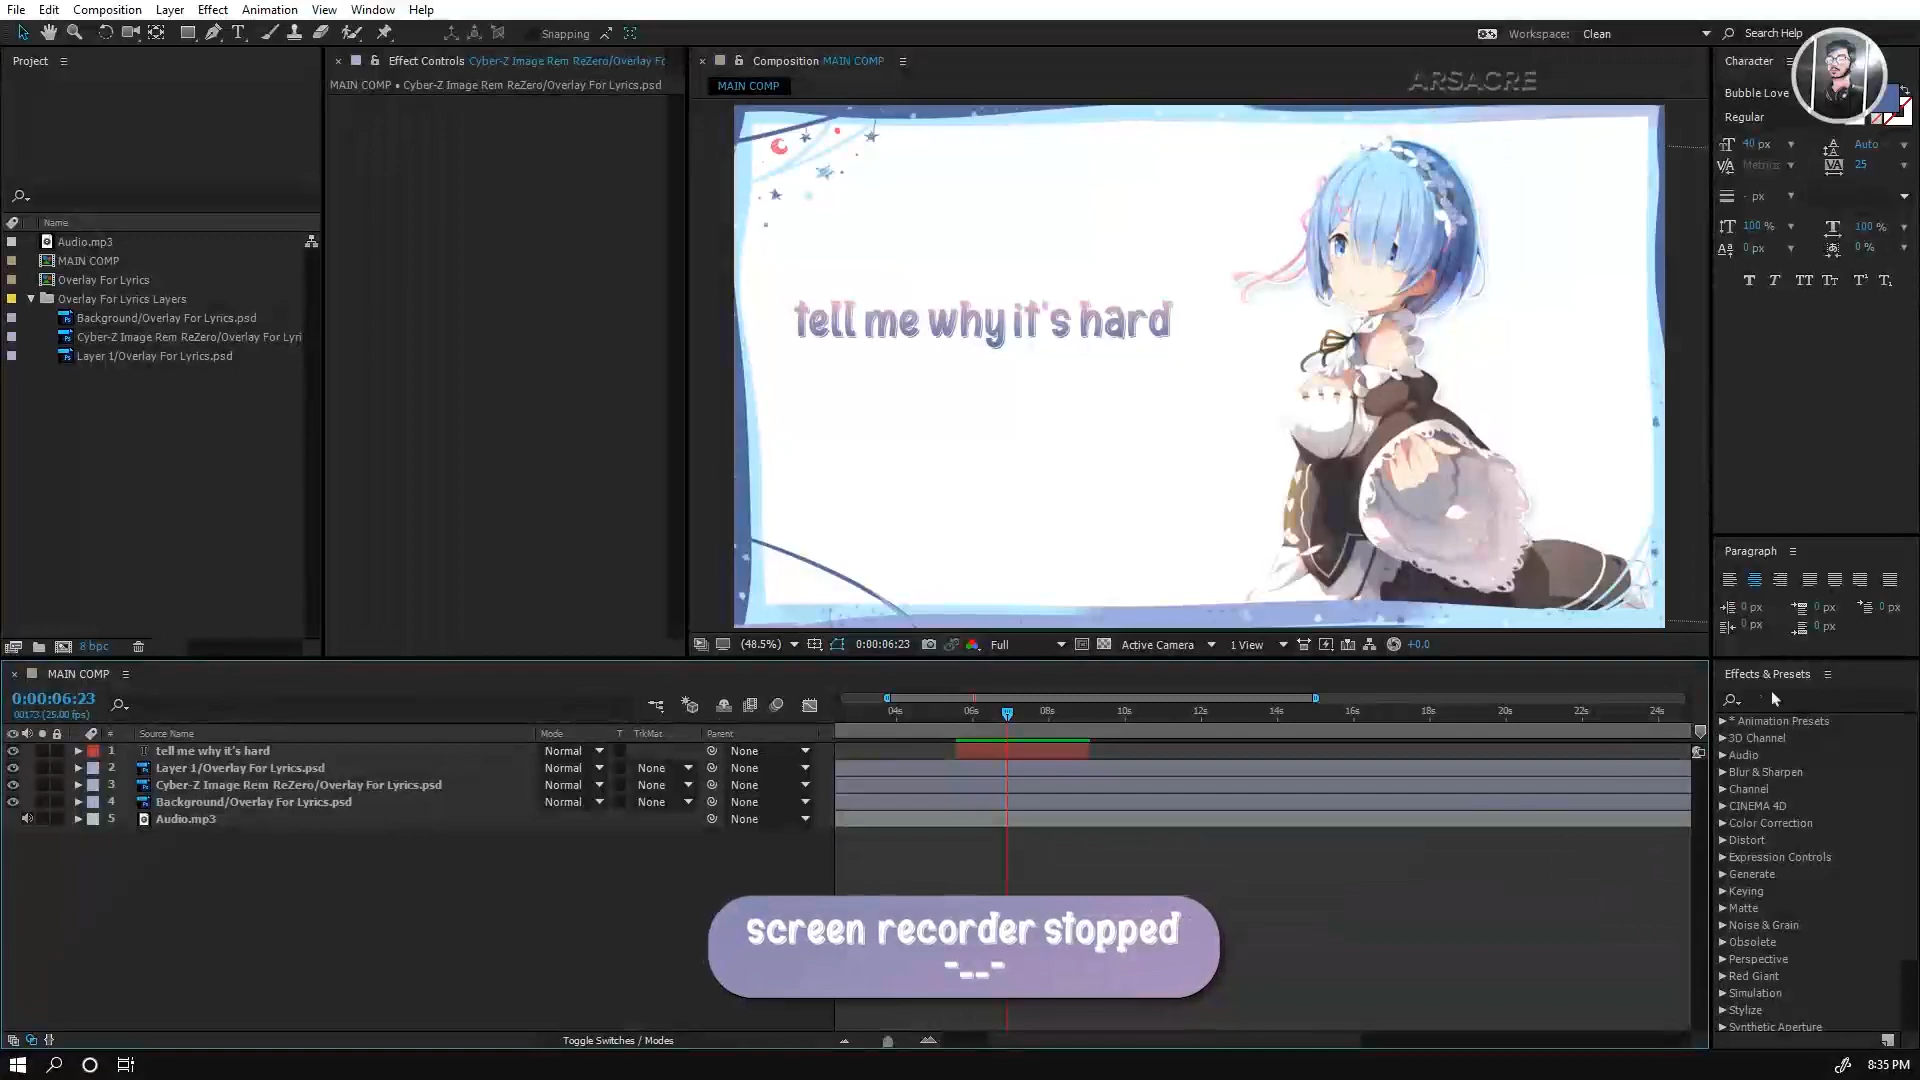 File Edit Composition Layer Effect Animation View Window Help
Snapping
Workspace: Clean
Search Help
Project
Effect Controls Cyber-Z Image Rem ReZero/Overlay Fo
MAIN COMP • Cyber-Z Image Rem ReZero/Overlay For Lyrics.psd
Composition MAIN COMP
MAIN COMP
ARSACRE
Character
Bubble Love
Regular
40 px
Auto
Metrics
25
- px
100 %
100 %
0 px
0 %
Name
Audio.mp3
MAIN COMP
Overlay For Lyrics
Overlay For Lyrics Layers
Background/Overlay For Lyrics.psd
Cyber-Z Image Rem ReZero/Overlay For Lyri
Layer 1/Overlay For Lyrics.psd
tell me why it's hard
8 bpc
(48.5%)
0:00:06:23
Full
Active Camera
1 View
+0.0
Paragraph
0 px
0 px
0 px
0 px
0 px
MAIN COMP
0:00:06:23
00173 (25.00 fps)
04s 06s 08s 10s 12s 14s 16s 18s 20s 22s 24s
# Source Name Mode T TrkMat Parent
1 tell me why it's hard Normal None
2 Layer 1/Overlay For Lyrics.psd Normal None None
3 Cyber-Z Image Rem ReZero/Overlay For Lyrics.psd Normal None None
4 Background/Overlay For Lyrics.psd Normal None None
5 Audio.mp3 None
Effects & Presets
* Animation Presets
3D Channel
Audio
Blur & Sharpen
Channel
CINEMA 4D
Color Correction
Distort
Expression Controls
Generate
Keying
Matte
Noise & Grain
Obsolete
Perspective
Red Giant
Simulation
Stylize
Synthetic Aperture
screen recorder stopped
-__-
Toggle Switches / Modes
8:35 PM